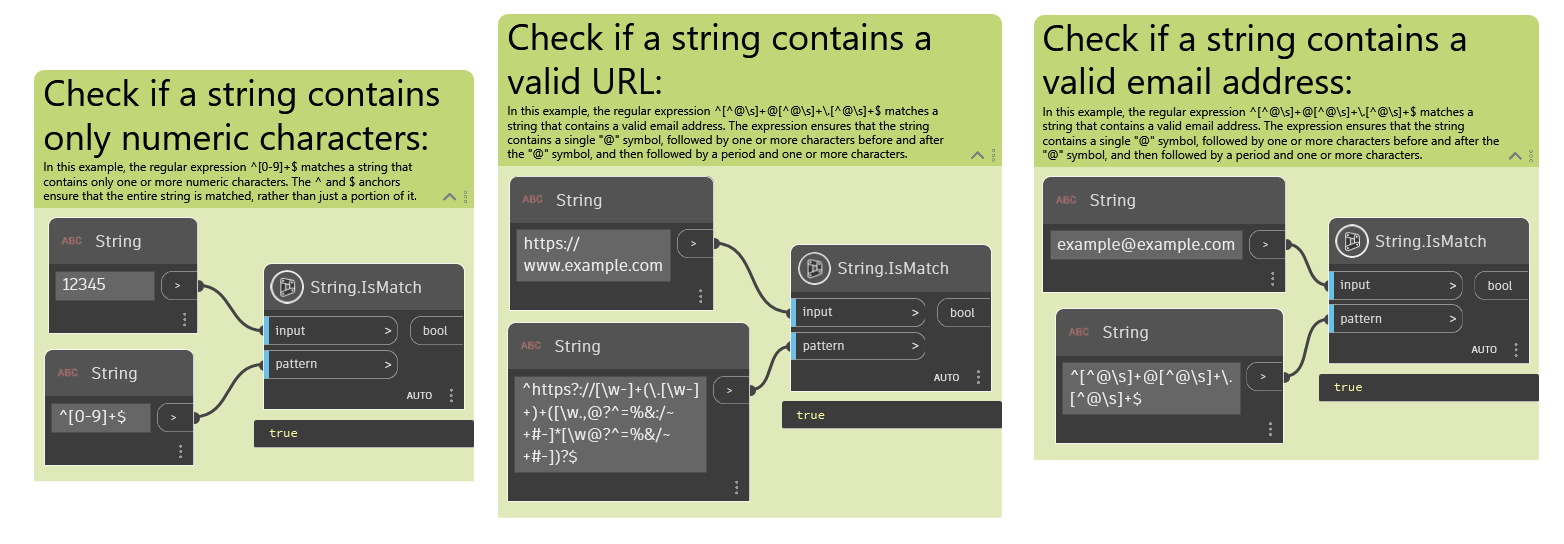 Check if a string contains
only numeric characters:
In this example, the regular expression ^[0-9]+$ matches a string that
contains only one or more numeric characters. The ^ and $ anchors
ensure that the entire string is matched, rather than just a portion of it.
ABC String
12345
>
ABC String
^[0-9]+$
>
String.IsMatch
input >
bool
pattern >
AUTO
true
Check if a string contains a
valid URL:
In this example, the regular expression ^[^@\s]+@[^@\s]+\.[^@\s]+$ matches a
string that contains a valid email address. The expression ensures that the string
contains a single "@" symbol, followed by one or more characters before and after
the "@" symbol, and then followed by a period and one or more characters.
ABC String
https://
www.example.com
>
ABC String
^https?://[\w-]+(\.[\w-]
+)+([\w.,@?^=%&:/~
+#-]*[\w@?^=%&/~
+#-])?$
>
String.IsMatch
input >
bool
pattern >
AUTO
true
Check if a string contains a
valid email address:
In this example, the regular expression ^[^@\s]+@[^@\s]+\.[^@\s]+$ matches a
string that contains a valid email address. The expression ensures that the string
contains a single "@" symbol, followed by one or more characters before and after the
"@" symbol, and then followed by a period and one or more characters.
ABC String
example@example.com
>
ABC String
^[^@\s]+@[^@\s]+\.
[^@\s]+$
>
String.IsMatch
input >
bool
pattern >
AUTO
true